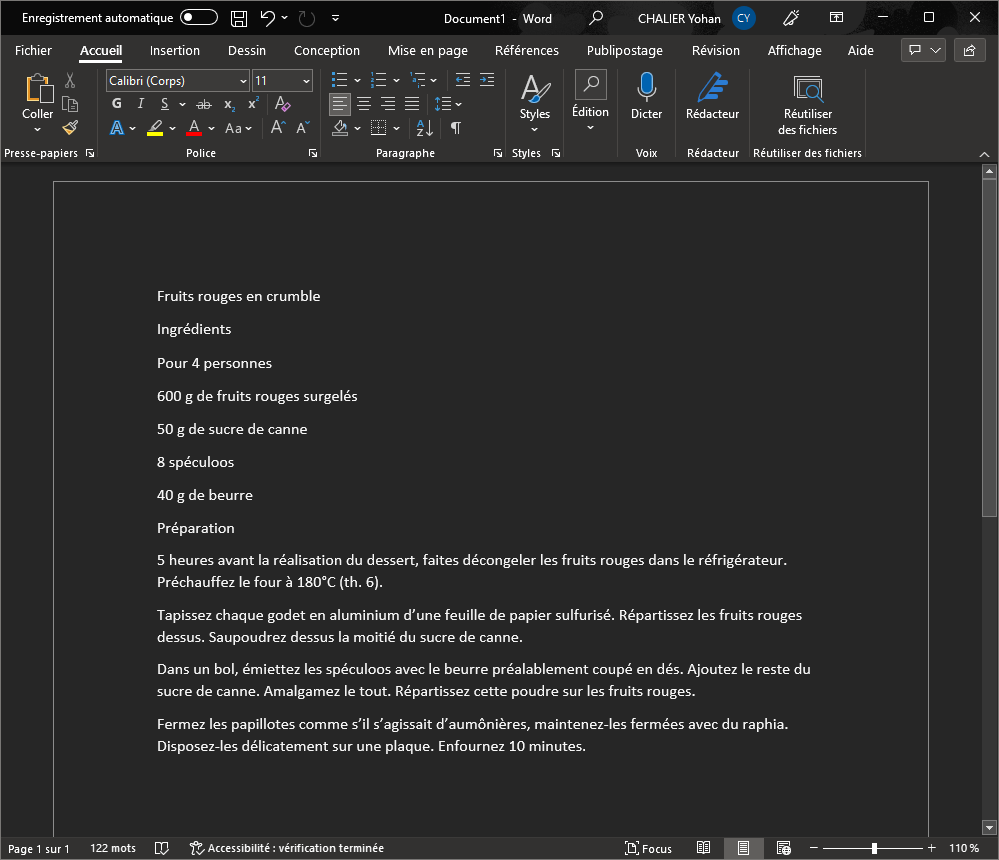 Enregistrement automatique
Document1 - Word
CHALIER Yohan
CY
Fichier Accueil Insertion Dessin Conception Mise en page Références Publipostage Révision Affichage Aide
Calibri (Corps) 11
Coller
G I S ab x₂ x²
A A Aa A A
Styles
Édition
Dicter
Rédacteur
Réutiliser
des fichiers
Presse-papiers Police Paragraphe Styles Voix Rédacteur Réutiliser des fichiers
Fruits rouges en crumble
Ingrédients
Pour 4 personnes
600 g de fruits rouges surgelés
50 g de sucre de canne
8 spéculoos
40 g de beurre
Préparation
5 heures avant la réalisation du dessert, faites décongeler les fruits rouges dans le réfrigérateur.
Préchauffez le four à 180°C (th. 6).
Tapissez chaque godet en aluminium d’une feuille de papier sulfurisé. Répartissez les fruits rouges
dessus. Saupoudrez dessus la moitié du sucre de canne.
Dans un bol, émiettez les spéculoos avec le beurre préalablement coupé en dés. Ajoutez le reste du
sucre de canne. Amalgamez le tout. Répartissez cette poudre sur les fruits rouges.
Fermez les papillotes comme s’il s’agissait d’aumônières, maintenez-les fermées avec du raphia.
Disposez-les délicatement sur une plaque. Enfournez 10 minutes.
Page 1 sur 1 122 mots Accessibilité : vérification terminée Focus 110 %